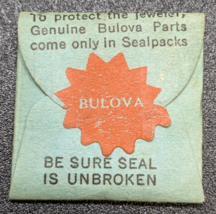 To protect the jeweler,
Genuine Bulova Parts
come only in Sealpacks
BULOVA
BE SURE SEAL
IS UNBROKEN